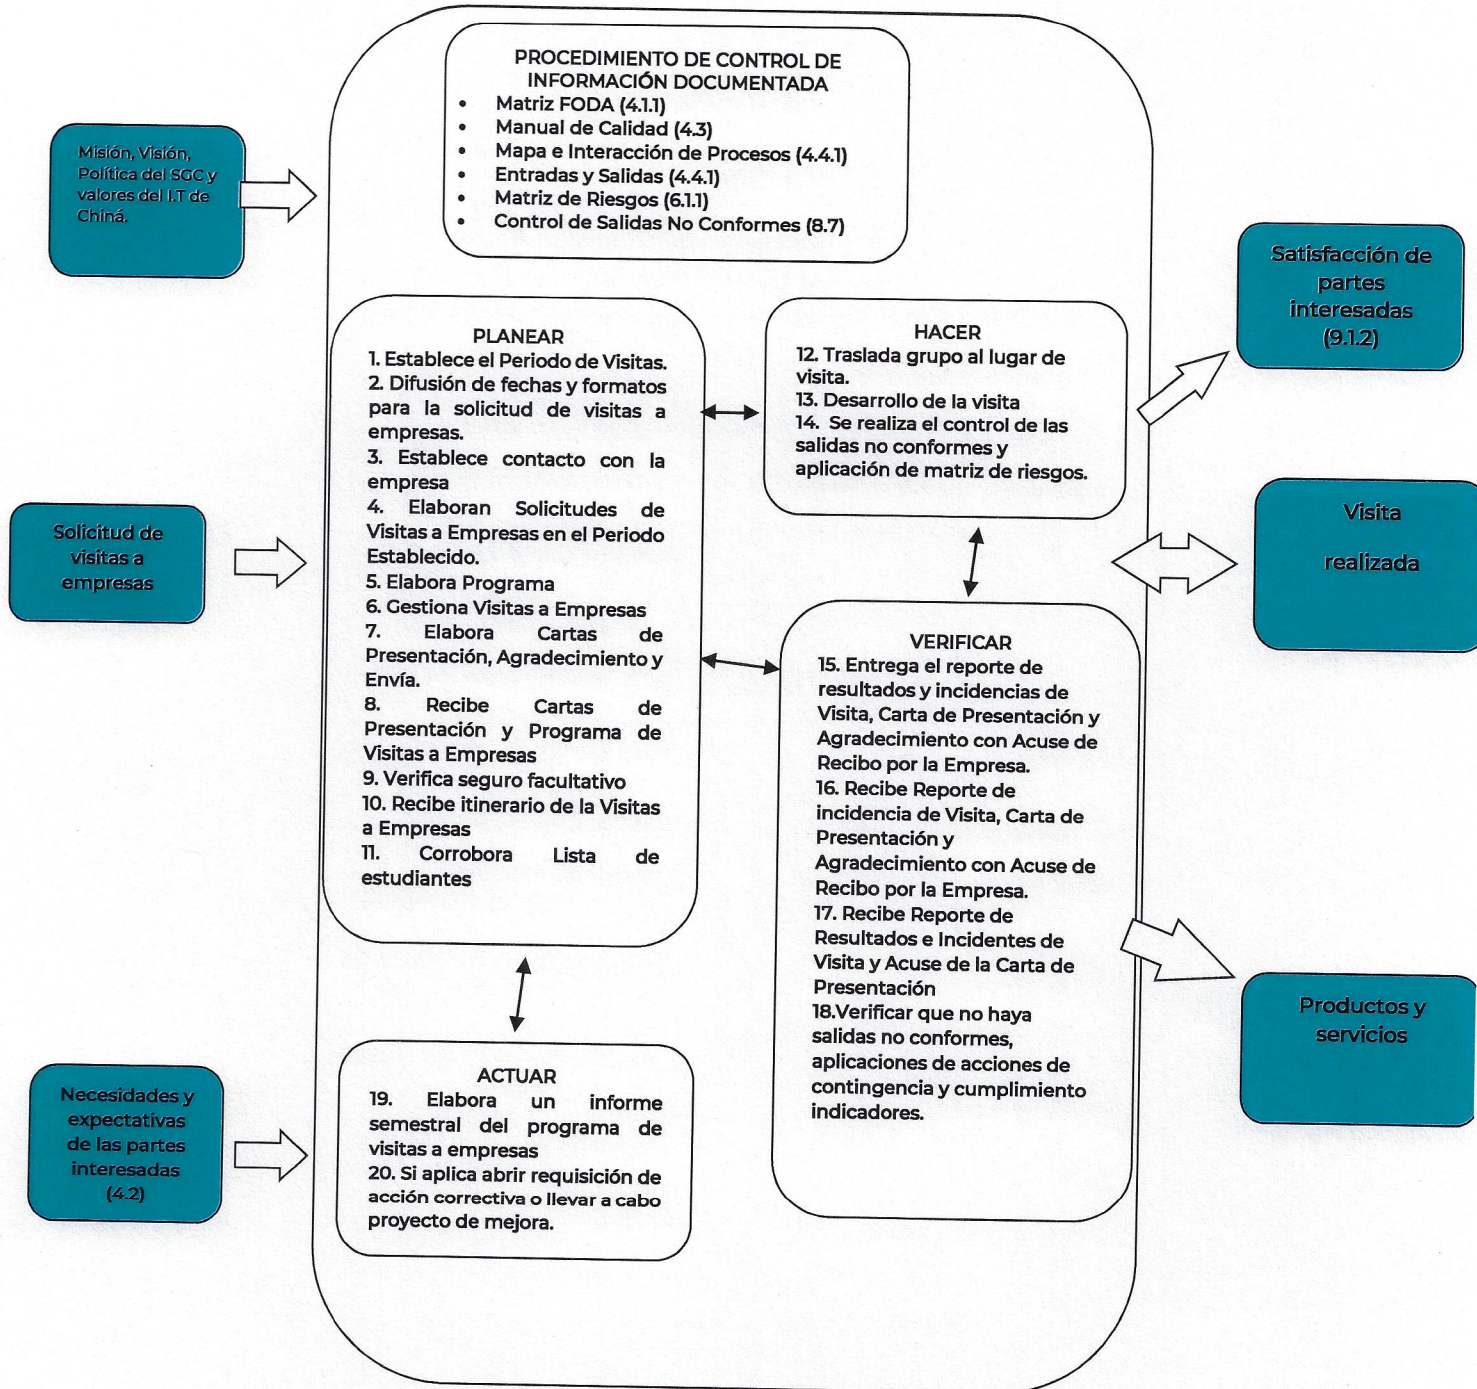 PROCEDIMIENTO DE CONTROL DE
INFORMACIÓN DOCUMENTADA
• Matriz FODA (4.1.1)
• Manual de Calidad (4.3)
• Mapa e Interacción de Procesos (4.4.1)
• Entradas y Salidas (4.4.1)
• Matriz de Riesgos (6.1.1)
• Control de Salidas No Conformes (8.7)
Misión, Visión,
Política del SGC y
valores del I.T de
Chiná.
Solicitud de
visitas a
empresas
Necesidades y
expectativas
de las partes
interesadas
(4.2)
PLANEAR
1. Establece el Periodo de Visitas.
2. Difusión de fechas y formatos
para la solicitud de visitas a
empresas.
3. Establece contacto con la
empresa
4. Elaboran Solicitudes de
Visitas a Empresas en el Periodo
Establecido.
5. Elabora Programa
6. Gestiona Visitas a Empresas
7. Elabora Cartas de
Presentación, Agradecimiento y
Envía.
8. Recibe Cartas de
Presentación y Programa de
Visitas a Empresas
9. Verifica seguro facultativo
10. Recibe itinerario de la Visitas
a Empresas
11. Corrobora Lista de
estudiantes
HACER
12. Traslada grupo al lugar de
visita.
13. Desarrollo de la visita
14. Se realiza el control de las
salidas no conformes y
aplicación de matriz de riesgos.
VERIFICAR
15. Entrega el reporte de
resultados y incidencias de
Visita, Carta de Presentación y
Agradecimiento con Acuse de
Recibo por la Empresa.
16. Recibe Reporte de
incidencia de Visita, Carta de
Presentación y
Agradecimiento con Acuse de
Recibo por la Empresa.
17. Recibe Reporte de
Resultados e Incidentes de
Visita y Acuse de la Carta de
Presentación
18.Verificar que no haya
salidas no conformes,
aplicaciones de acciones de
contingencia y cumplimiento
indicadores.
ACTUAR
19. Elabora un informe
semestral del programa de
visitas a empresas
20. Si aplica abrir requisición de
acción correctiva o llevar a cabo
proyecto de mejora.
Satisfacción de
partes
interesadas
(9.1.2)
Visita
realizada
Productos y
servicios